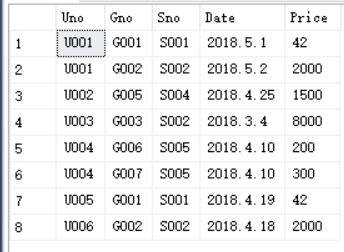 Uno Gno Sno Date Price
1 U001 G001 S001 2018.5.1 42
2 U001 G002 S002 2018.5.2 2000
3 U002 G005 S004 2018.4.25 1500
4 U003 G003 S002 2018.3.4 8000
5 U004 G006 S005 2018.4.10 200
6 U004 G007 S005 2018.4.10 300
7 U005 G001 S001 2018.4.19 42
8 U006 G002 S002 2018.4.18 2000